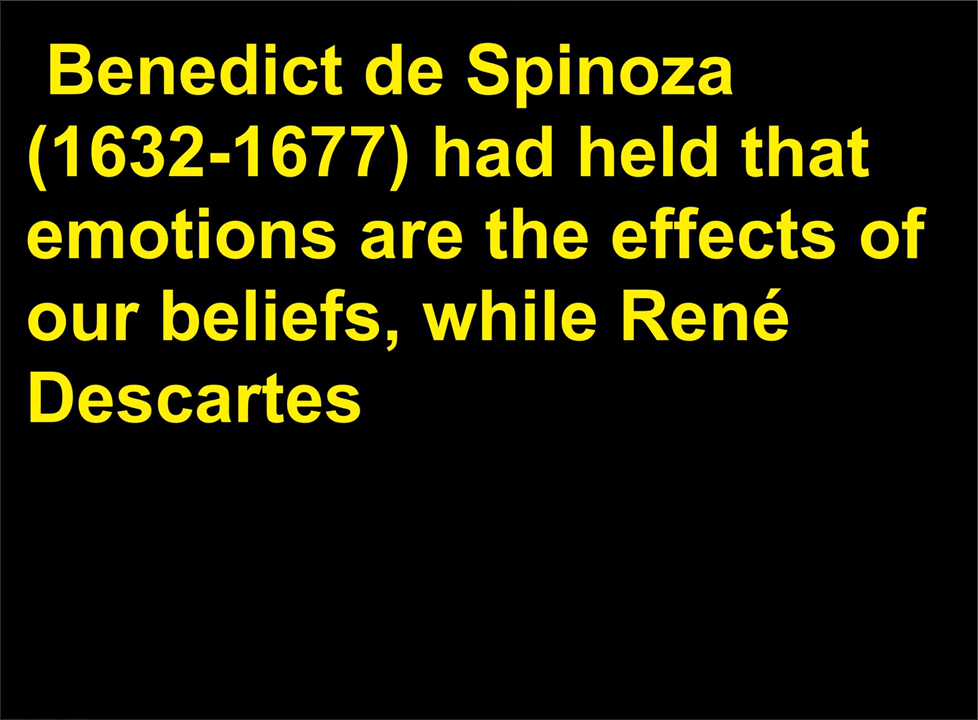 Benedict de Spinoza
(1632-1677) had held that
emotions are the effects of
our beliefs, while René
Descartes